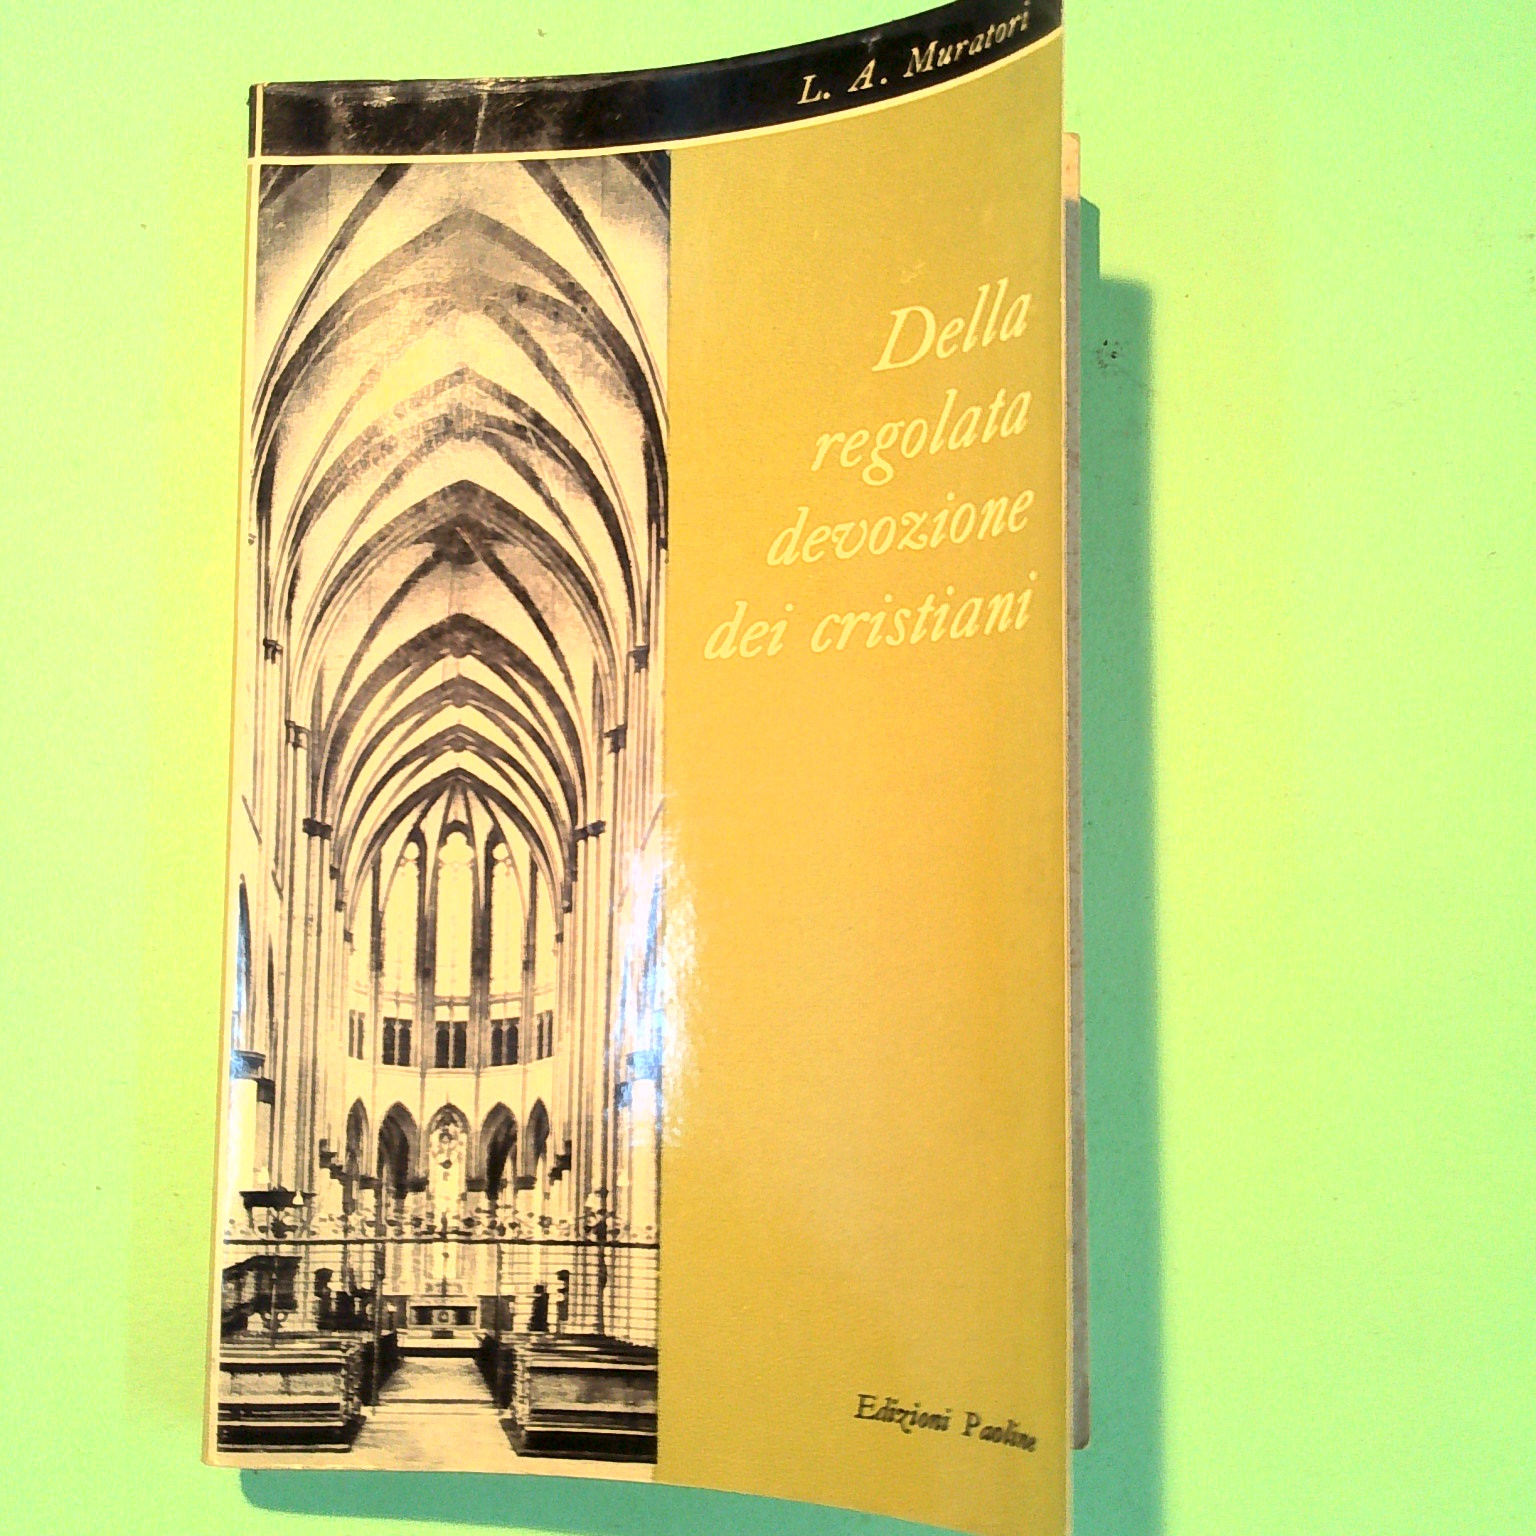 L. A. Muratori
Della
regolata
devozione
dei cristiani
Edizioni Paoline